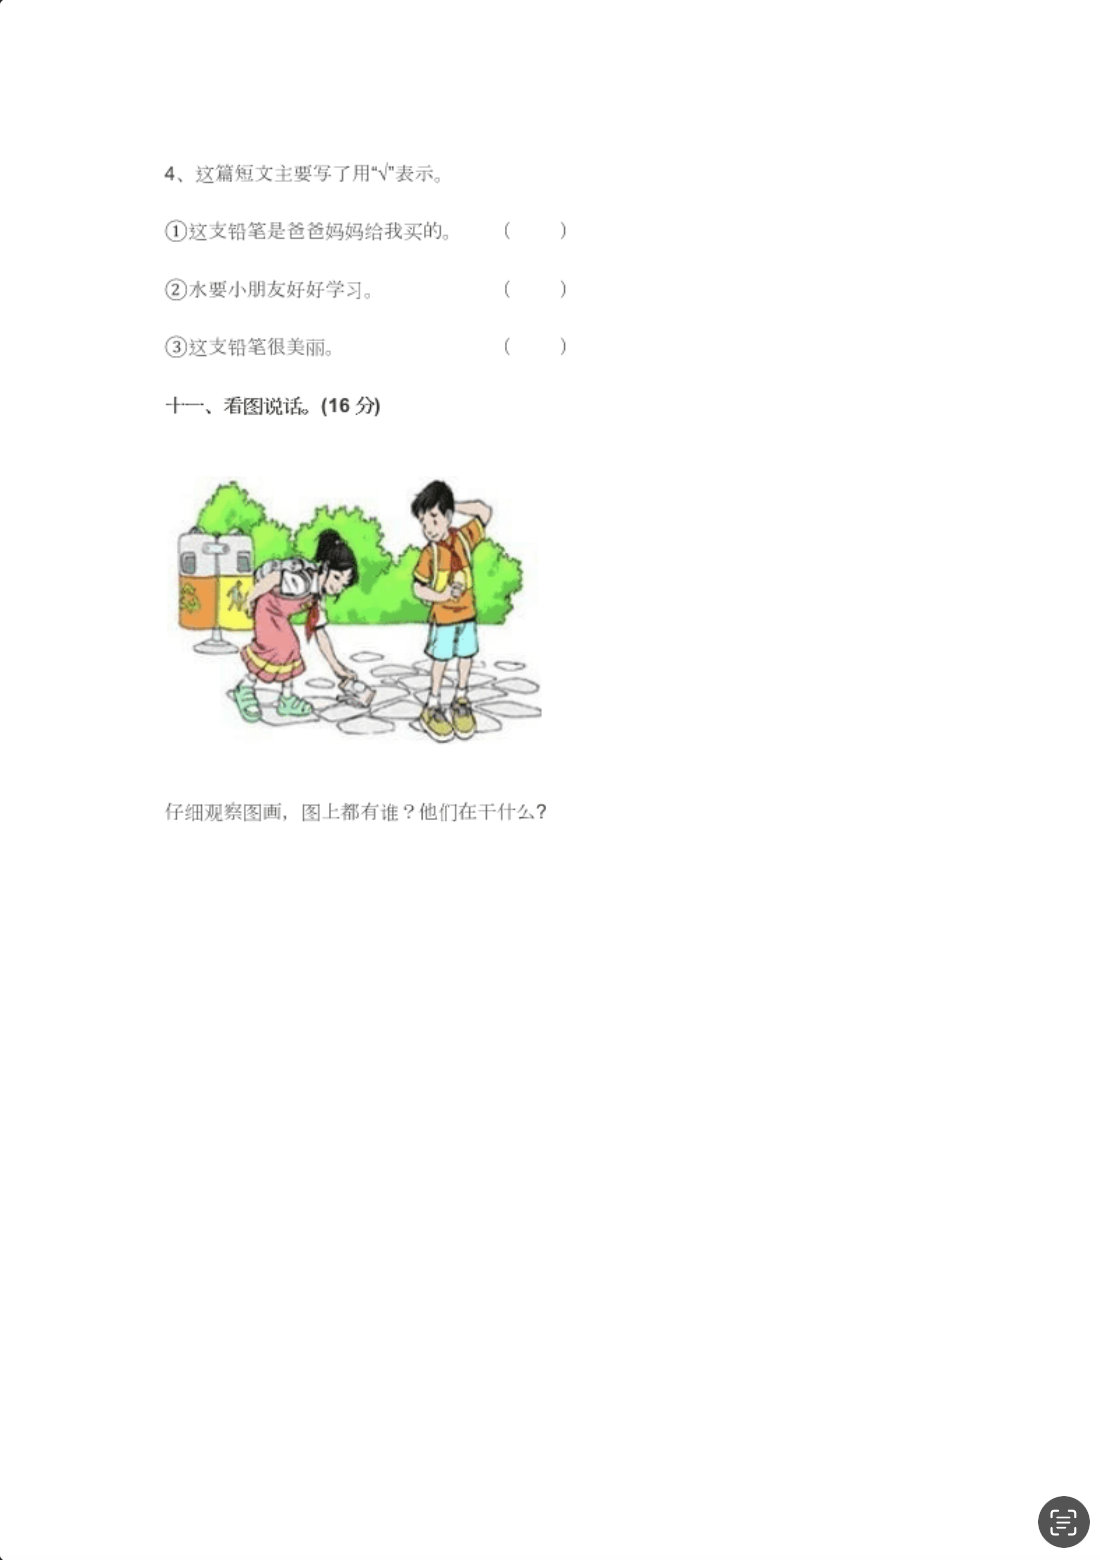 4、这篇短文主要写了用“√”表示。
①这支铅笔是爸爸妈妈给我买的。 （ ）
②水要小朋友好好学习。 （ ）
③这支铅笔很美丽。 （ ）
十一、看图说话。(16 分)
仔细观察图画，图上都有谁？他们在干什么?